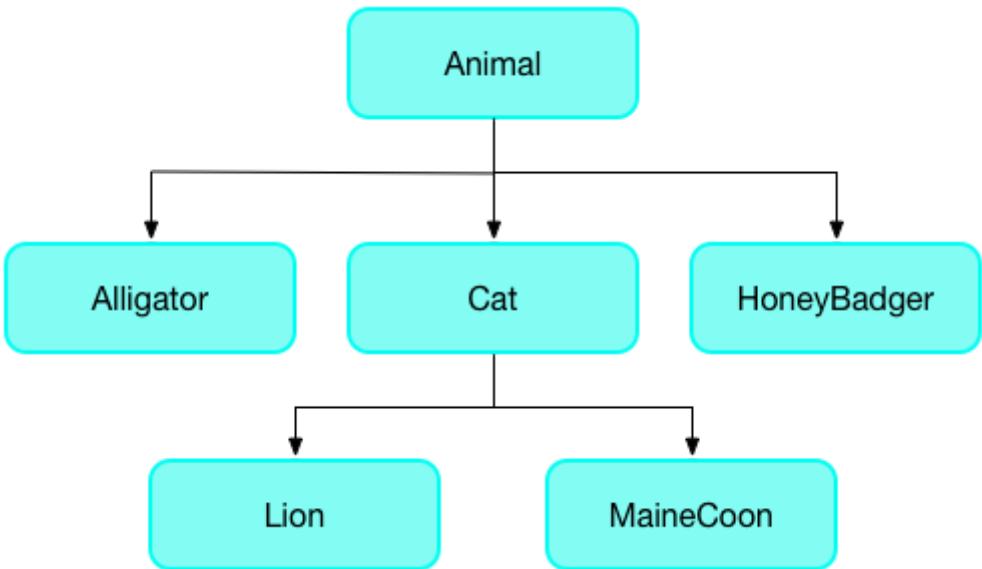 Animal
Alligator
Cat
HoneyBadger
Lion
MaineCoon